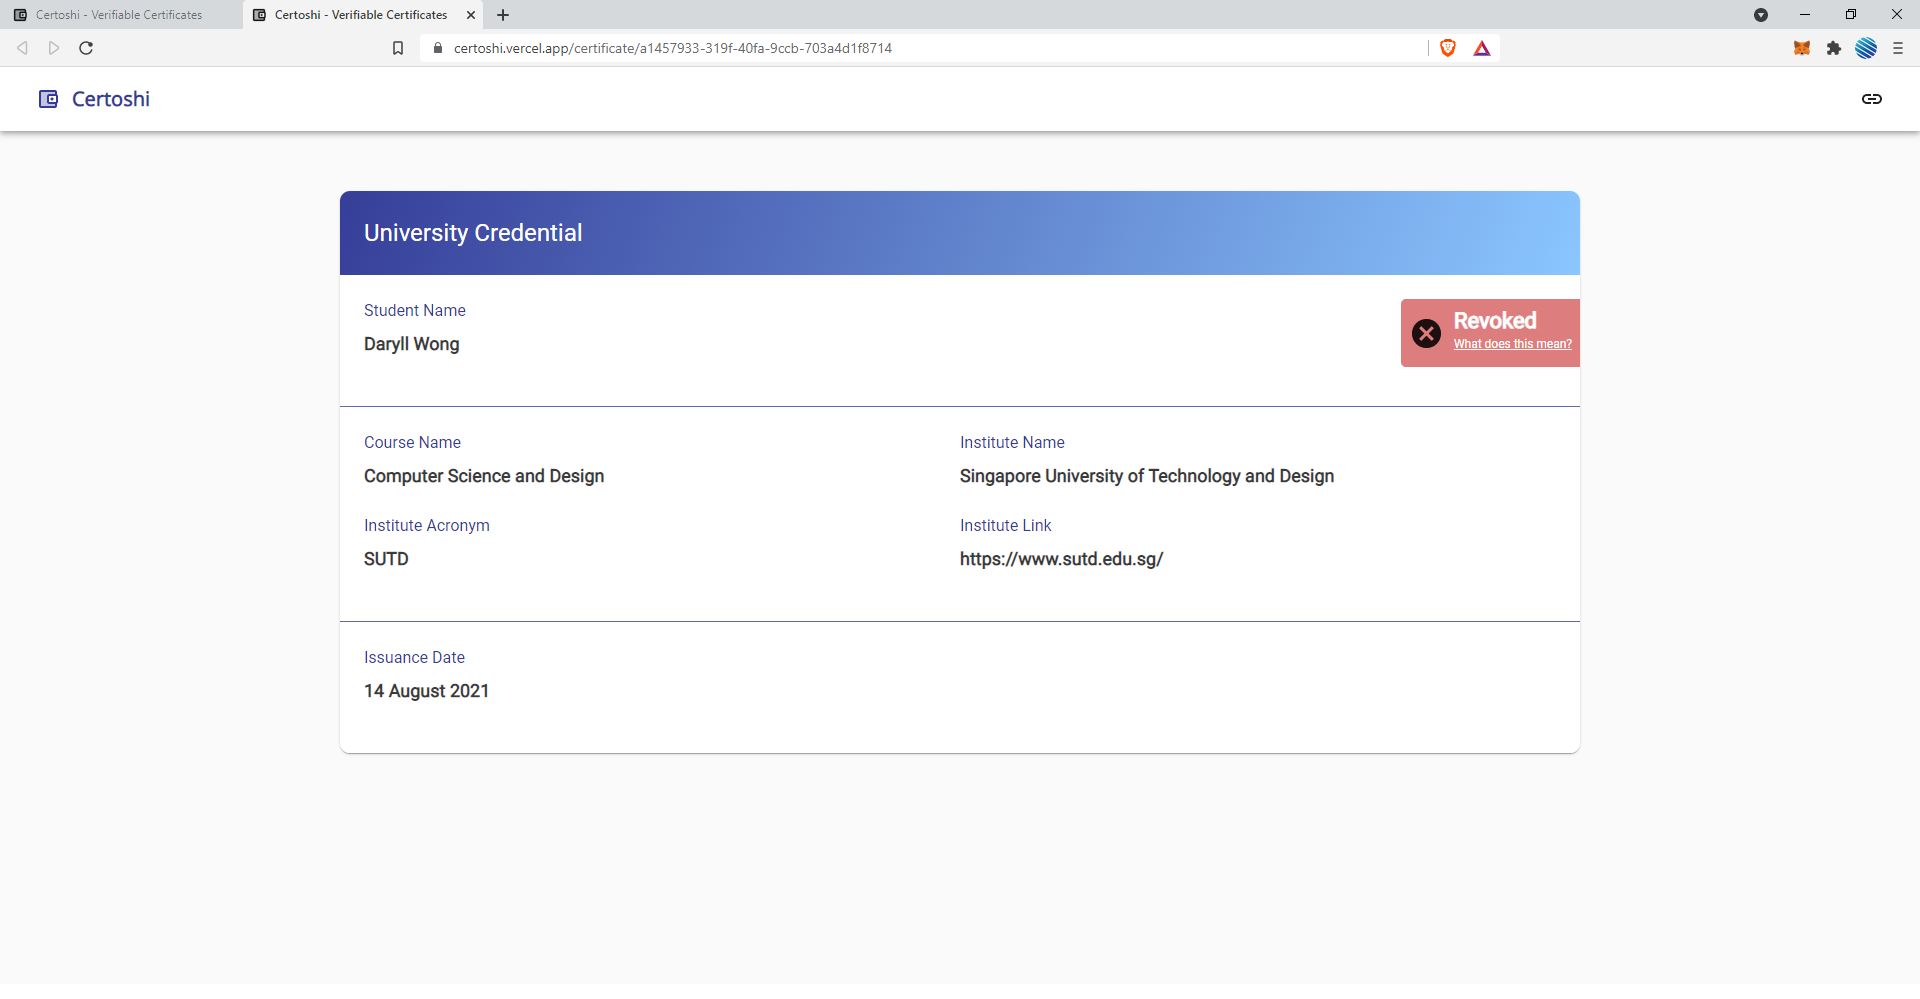 Certoshi - Verifiable Certificates
Certoshi - Verifiable Certificates
certoshi.vercel.app/certificate/a1457933-319f-40fa-9ccb-703a4d1f8714
Certoshi
University Credential
Student Name
Daryll Wong
Revoked
What does this mean?
Course Name
Computer Science and Design
Institute Name
Singapore University of Technology and Design
Institute Acronym
SUTD
Institute Link
https://www.sutd.edu.sg/
Issuance Date
14 August 2021